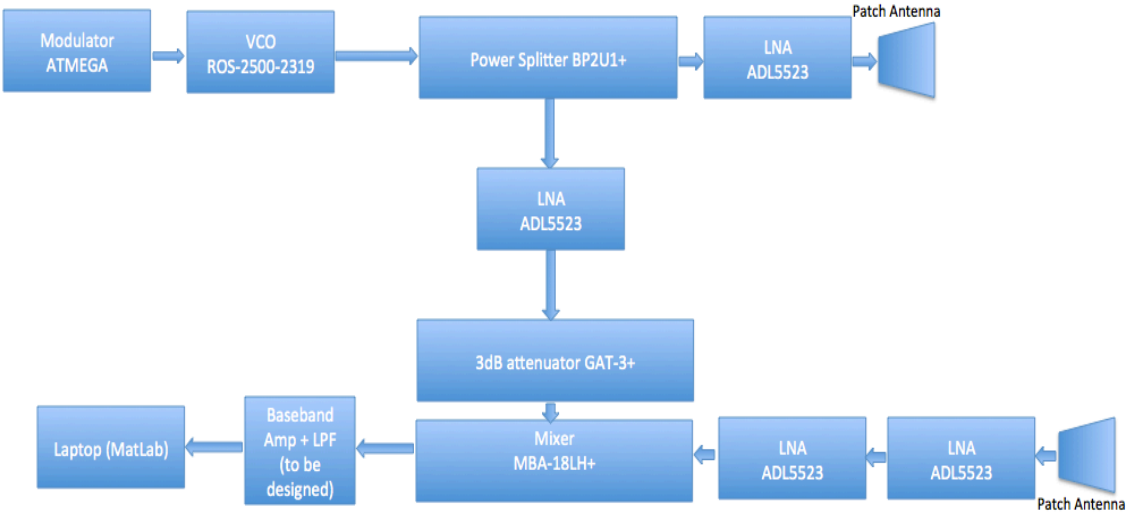 Patch Antenna
Modulator
ATMEGA
VCO
ROS-2500-2319
Power Splitter BP2U1+
LNA
ADL5523
LNA
ADL5523
3dB attenuator GAT-3+
Laptop (MatLab)
Baseband
Amp + LPF
(to be
designed)
Mixer
MBA-18LH+
LNA
ADL5523
LNA
ADL5523
Patch Antenna